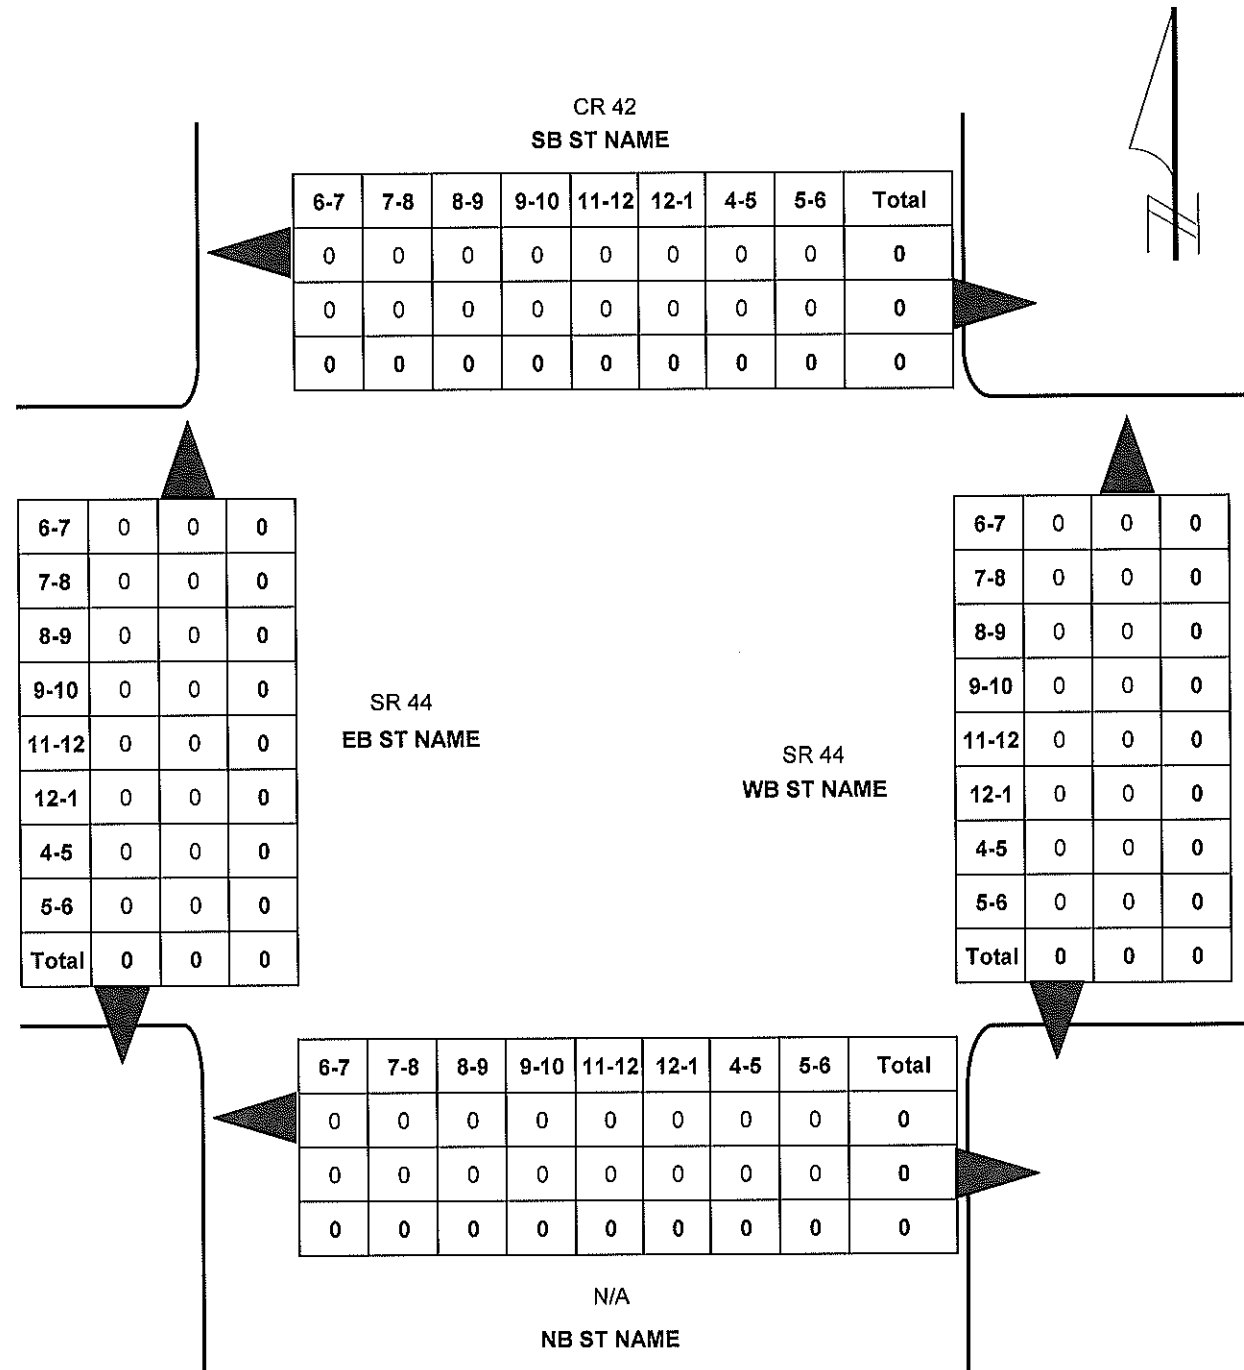 CR 42
SB ST NAME
6-7 7-8 8-9 9-10 11-12 12-1 4-5 5-6 Total
0 0 0 0 0 0 0 0 0
0 0 0 0 0 0 0 0 0
0 0 0 0 0 0 0 0 0
N
6-7 0 0 0
7-8 0 0 0
8-9 0 0 0
9-10 0 0 0
11-12 0 0 0
12-1 0 0 0
4-5 0 0 0
5-6 0 0 0
Total 0 0 0
SR 44
EB ST NAME
SR 44
WB ST NAME
6-7 0 0 0
7-8 0 0 0
8-9 0 0 0
9-10 0 0 0
11-12 0 0 0
12-1 0 0 0
4-5 0 0 0
5-6 0 0 0
Total 0 0 0
6-7 7-8 8-9 9-10 11-12 12-1 4-5 5-6 Total
0 0 0 0 0 0 0 0 0
0 0 0 0 0 0 0 0 0
0 0 0 0 0 0 0 0 0
N/A
NB ST NAME